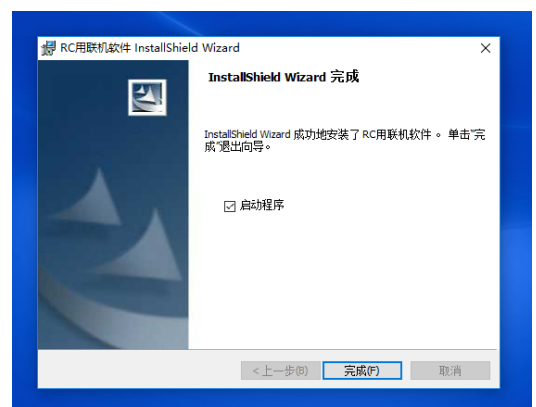 RC用联机软件 InstallShield Wizard
InstallShield Wizard 完成
InstallShield Wizard 成功地安装了 RC用联机软件 。 单击"完
成"退出向导。
启动程序
< 上一步(B)
完成(F)
取消